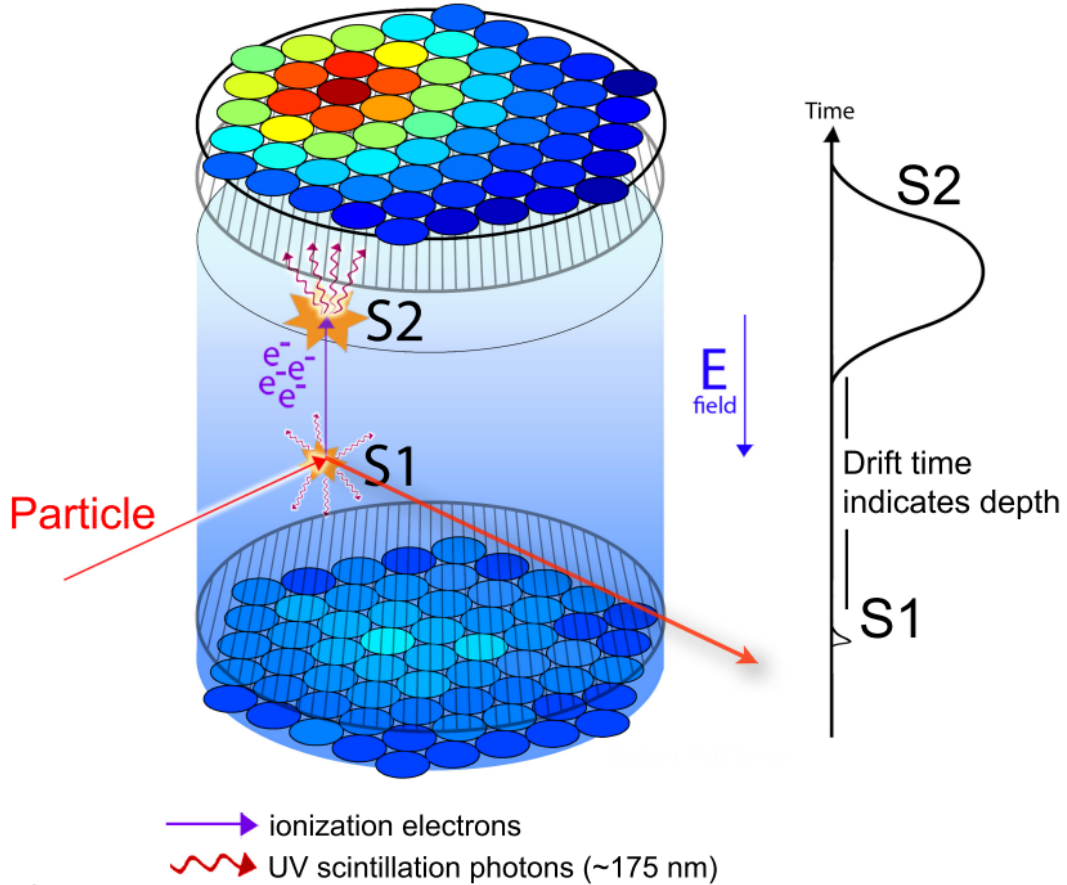 Time
S2
S2
e-
e-
e-
e-
E
field
S1
Drift time
indicates depth
Particle
S1
ionization electrons
UV scintillation photons (~175 nm)